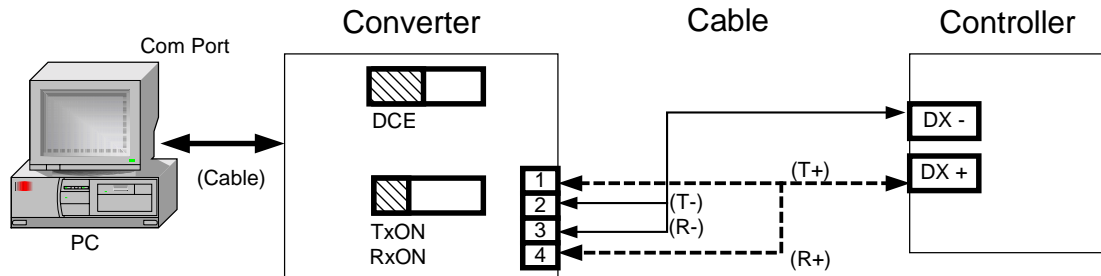 Converter
Cable
Controller
Com Port
DCE
DX -
(Cable)
DX +
1
(T+)
2
(T-)
3
(R-)
4
(R+)
TxON
RxON
PC